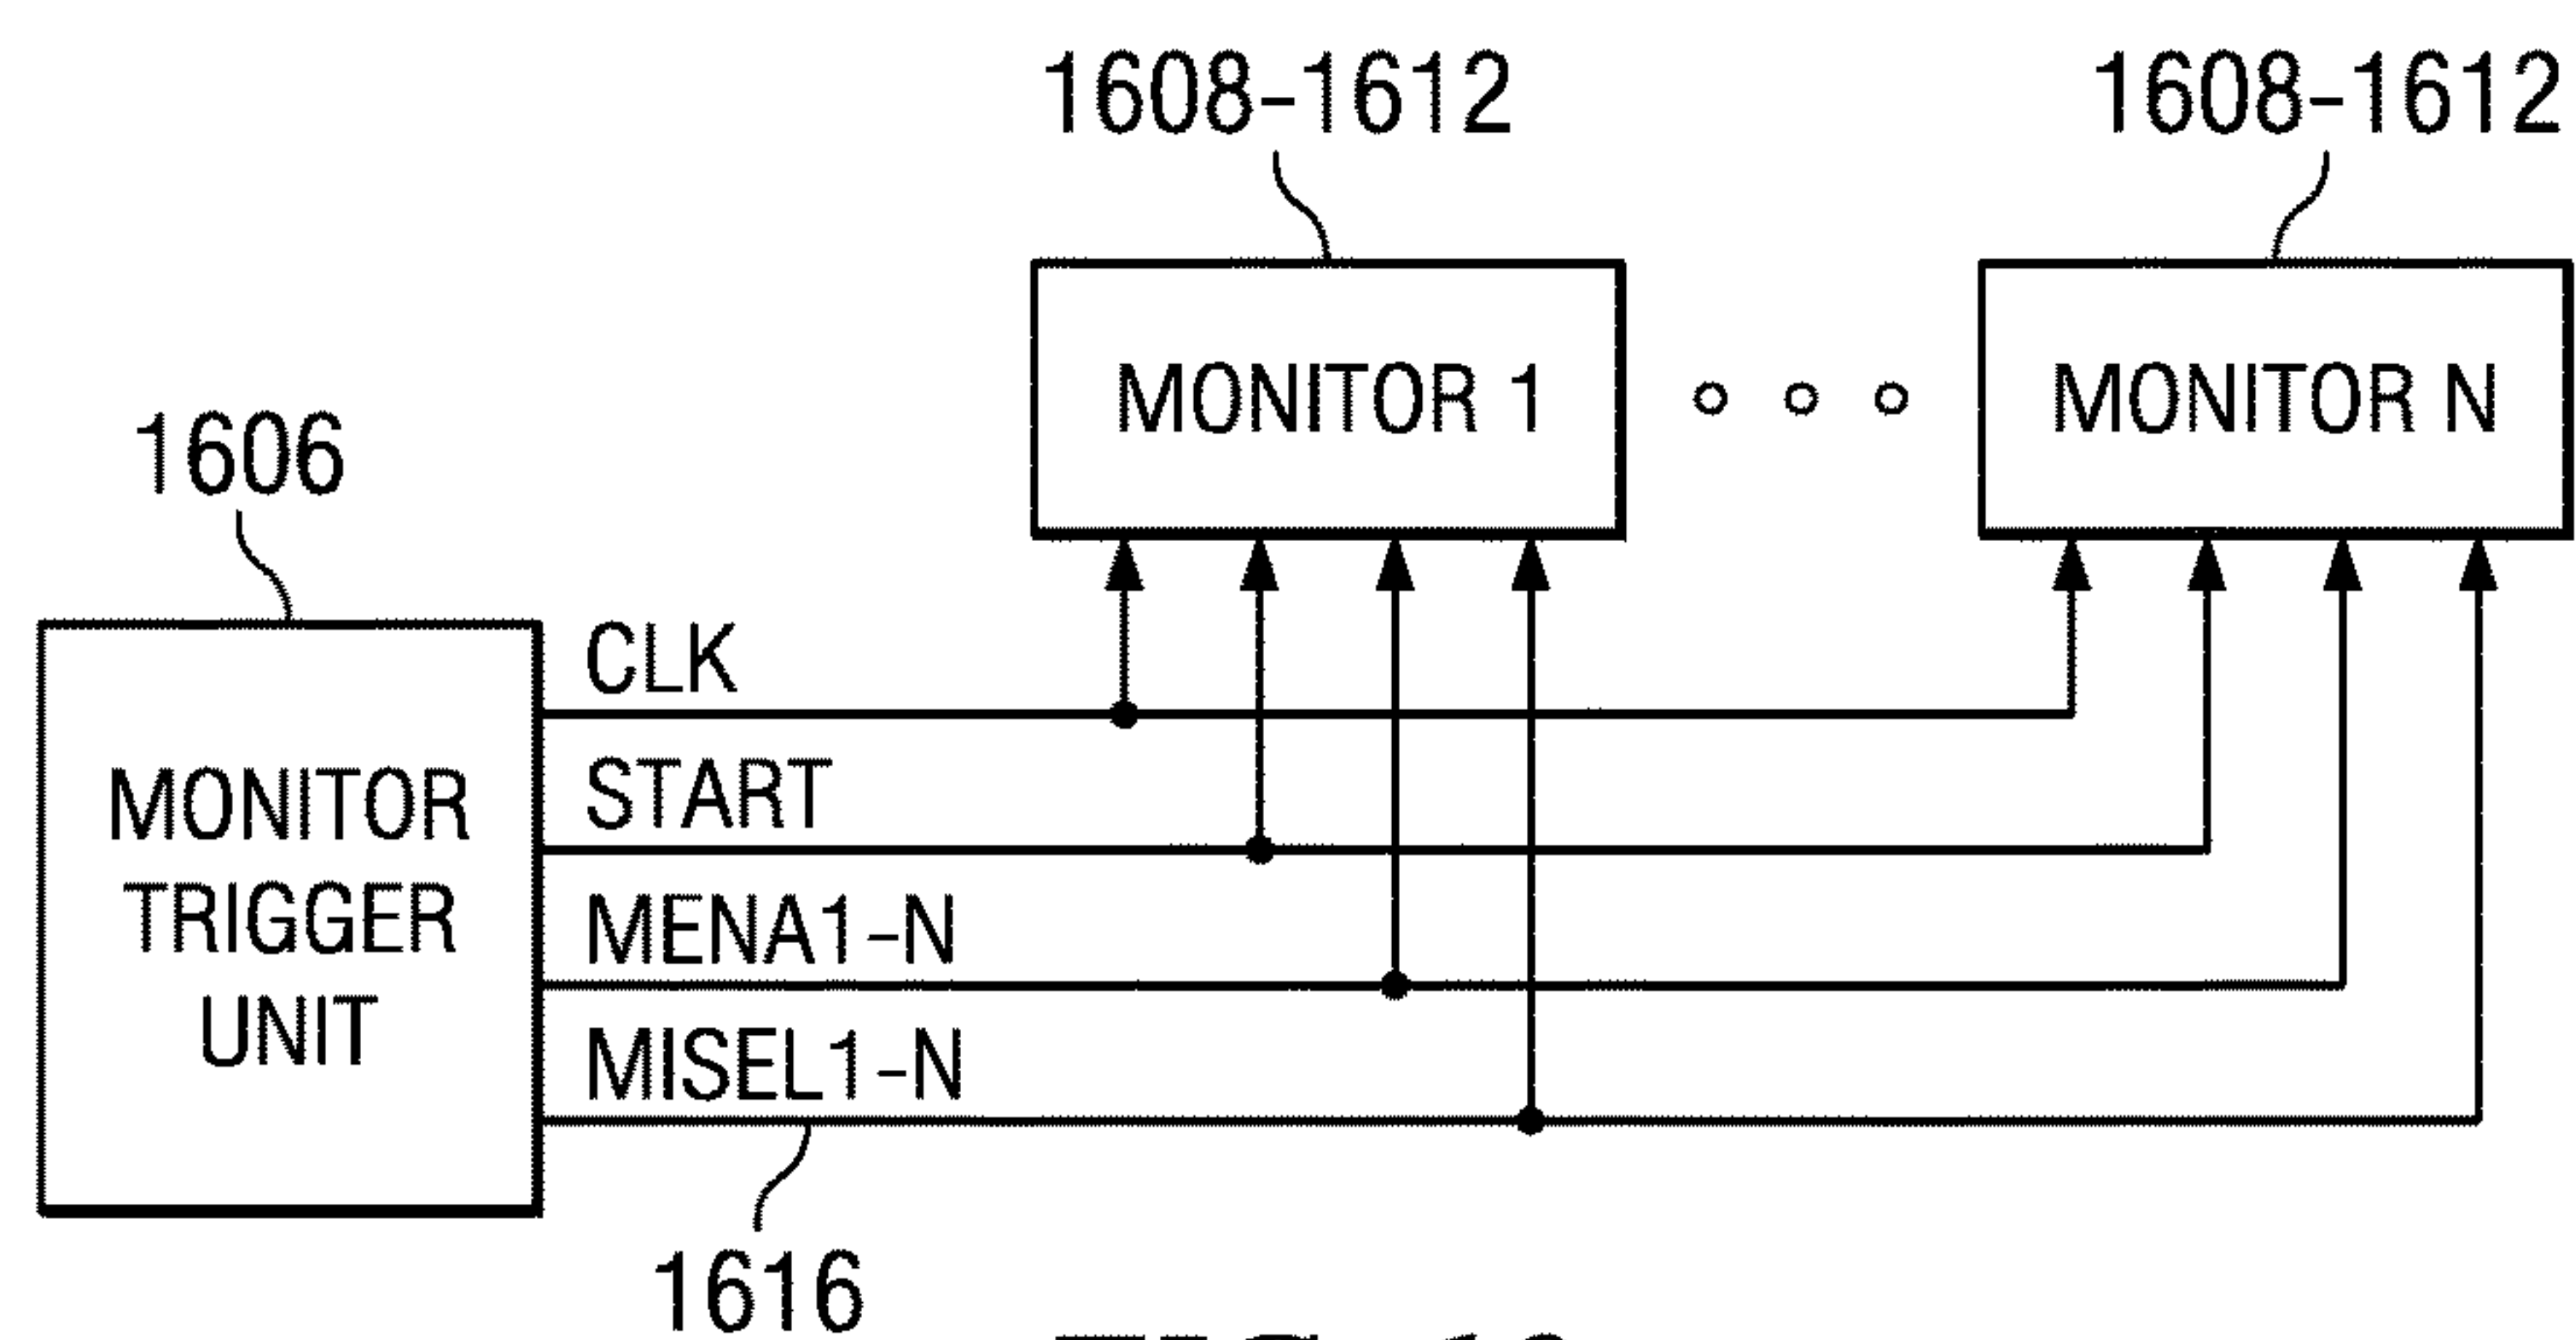 1608-1612
1608-1612
MONITOR 1
MONITOR N
1606
CLK
START
MENA1-N
MISEL1-N
MONITOR
TRIGGER
UNIT
1616